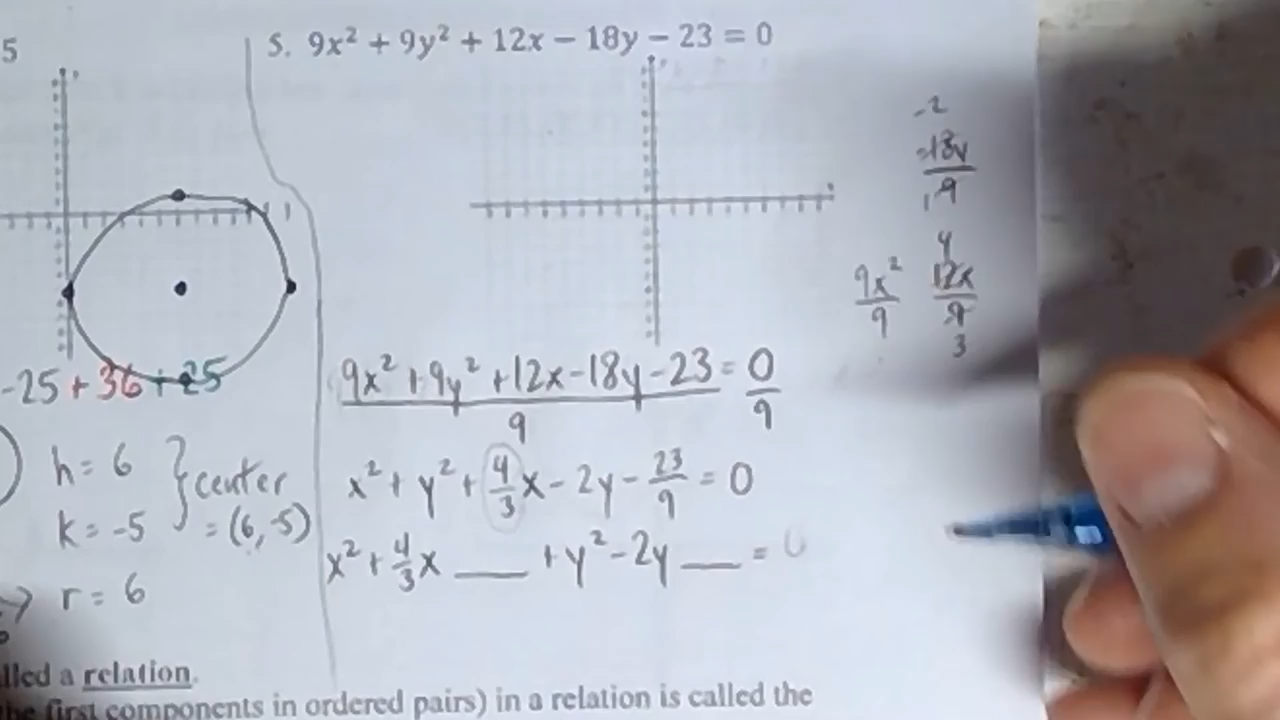 5
5. 9x² + 9y² + 12x − 18y − 23 = 0
-2
-18y
9
1
9x²
9
4
12x
9
3
-25 + 36 + 25
9x² + 9y² + 12x - 18y - 23 = 0
9 9
x² + y² + 4/3 x - 2y - 23/9 = 0
x² + 4/3 x ___ + y² - 2y ___ = 0
h = 6 } center
k = -5 = (6, -5)
r = 6
lled a relation.
he first components in ordered pairs) in a relation is called the